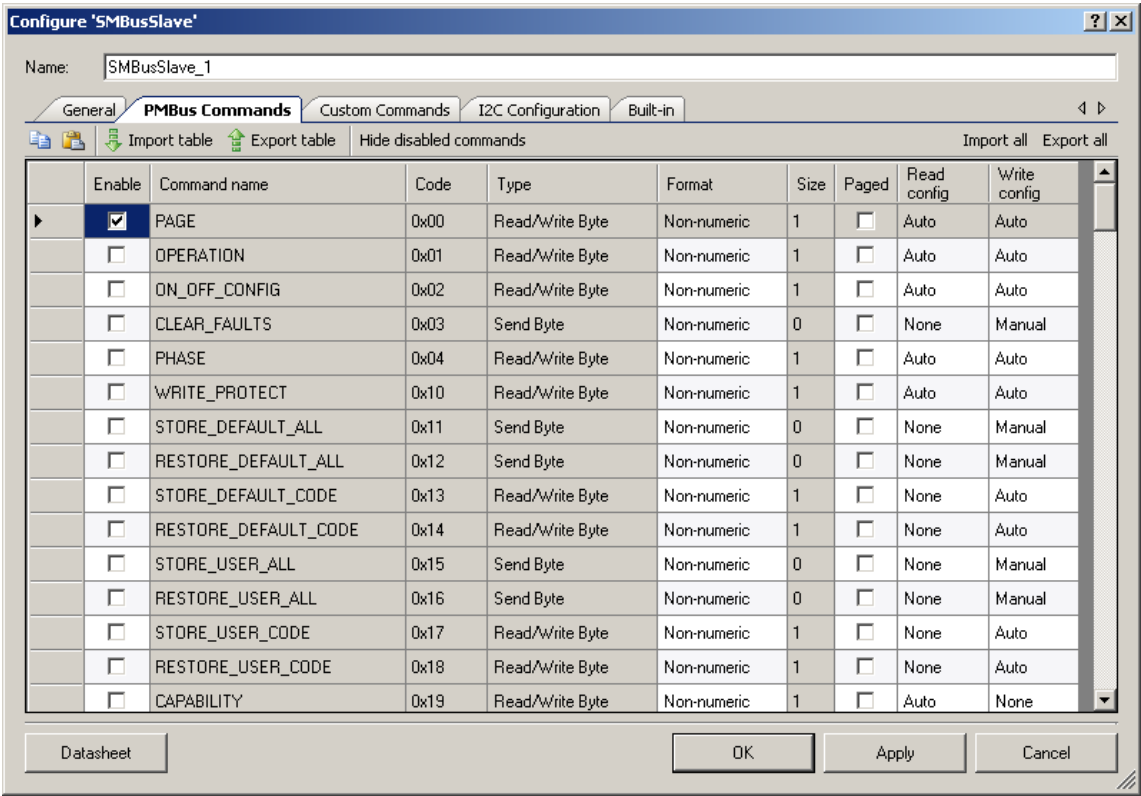 Configure 'SMBusSlave'
Name: SMBusSlave_1
General PMBus Commands Custom Commands I2C Configuration Built-in
Import table Export table Hide disabled commands Import all Export all
Enable Command name Code Type Format Size Paged Read config Write config
PAGE 0x00 Read/Write Byte Non-numeric 1 Auto Auto
OPERATION 0x01 Read/Write Byte Non-numeric 1 Auto Auto
ON_OFF_CONFIG 0x02 Read/Write Byte Non-numeric 1 Auto Auto
CLEAR_FAULTS 0x03 Send Byte Non-numeric 0 None Manual
PHASE 0x04 Read/Write Byte Non-numeric 1 Auto Auto
WRITE_PROTECT 0x10 Read/Write Byte Non-numeric 1 Auto Auto
STORE_DEFAULT_ALL 0x11 Send Byte Non-numeric 0 None Manual
RESTORE_DEFAULT_ALL 0x12 Send Byte Non-numeric 0 None Manual
STORE_DEFAULT_CODE 0x13 Read/Write Byte Non-numeric 1 None Auto
RESTORE_DEFAULT_CODE 0x14 Read/Write Byte Non-numeric 1 None Auto
STORE_USER_ALL 0x15 Send Byte Non-numeric 0 None Manual
RESTORE_USER_ALL 0x16 Send Byte Non-numeric 0 None Manual
STORE_USER_CODE 0x17 Read/Write Byte Non-numeric 1 None Auto
RESTORE_USER_CODE 0x18 Read/Write Byte Non-numeric 1 None Auto
CAPABILITY 0x19 Read/Write Byte Non-numeric 1 Auto None
Datasheet OK Apply Cancel